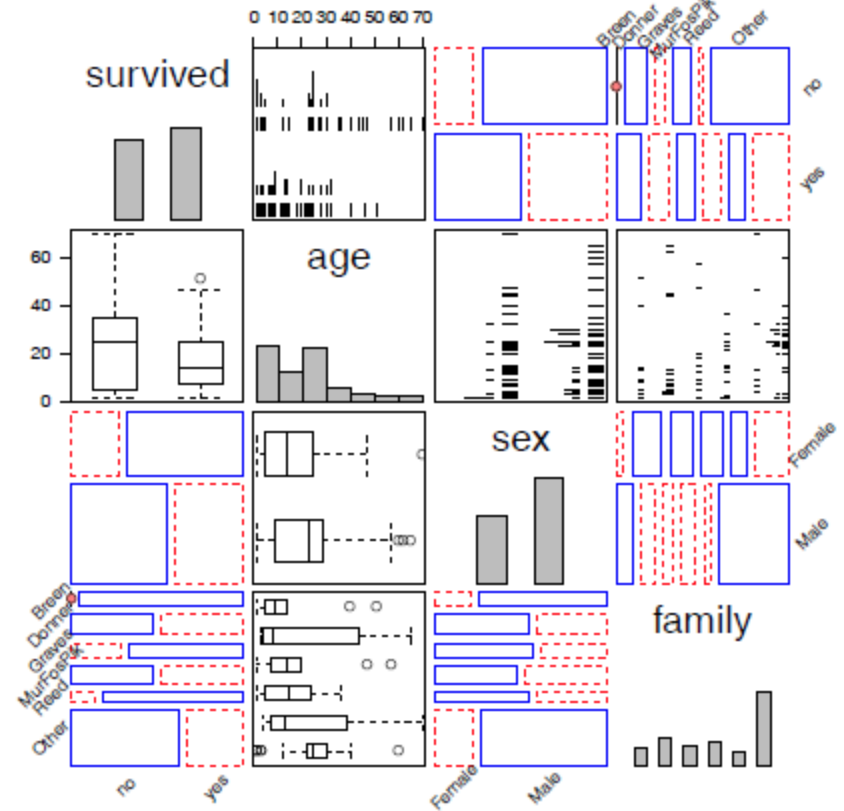 0 10 20 30 40 50 60 70
Breen
Donner
Graves
MurFosPik
Reed
Other
survived
no
yes
60
40
20
0
age
sex
Female
Male
Breen
Donner
Graves
MurFosPik
Reed
Other
family
no
yes
Female
Male